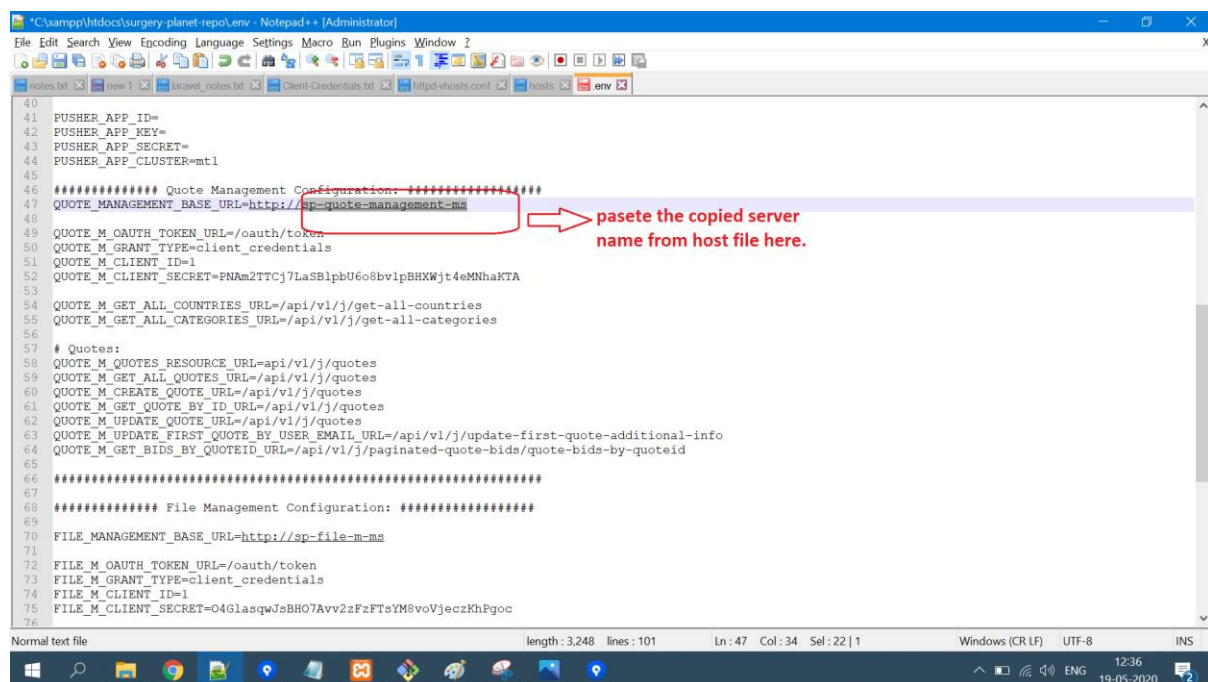 *C:\xampp\htdocs\surgery-planet-repo\.env - Notepad++ [Administrator]
File Edit Search View Encoding Language Settings Macro Run Plugins Window ?
X
notes.txt new 1 laravel_notes.txt Client-Credentials.txt httpd-vhosts.conf hosts .env
40
41 PUSHER_APP_ID=
42 PUSHER_APP_KEY=
43 PUSHER_APP_SECRET=
44 PUSHER_APP_CLUSTER=mt1
45
46 ############## Quote Management Configuration: ##################
47 QUOTE_MANAGEMENT_BASE_URL=http://sp-quote-management-ms
pasete the copied server
name from host file here.
48
49 QUOTE_M_OAUTH_TOKEN_URL=/oauth/token
50 QUOTE_M_GRANT_TYPE=client_credentials
51 QUOTE_M_CLIENT_ID=1
52 QUOTE_M_CLIENT_SECRET=PNAm2TTCj7LaSBlpbU6o8bvlpBHXWjt4eMNhaKTA
53
54 QUOTE_M_GET_ALL_COUNTRIES_URL=/api/v1/j/get-all-countries
55 QUOTE_M_GET_ALL_CATEGORIES_URL=/api/v1/j/get-all-categories
56
57 # Quotes:
58 QUOTE_M_QUOTES_RESOURCE_URL=api/v1/j/quotes
59 QUOTE_M_GET_ALL_QUOTES_URL=/api/v1/j/quotes
60 QUOTE_M_CREATE_QUOTE_URL=/api/v1/j/quotes
61 QUOTE_M_GET_QUOTE_BY_ID_URL=/api/v1/j/quotes
62 QUOTE_M_UPDATE_QUOTE_URL=/api/v1/j/quotes
63 QUOTE_M_UPDATE_FIRST_QUOTE_BY_USER_EMAIL_URL=/api/v1/j/update-first-quote-additional-info
64 QUOTE_M_GET_BIDS_BY_QUOTEID_URL=/api/v1/j/paginated-quote-bids/quote-bids-by-quoteid
65
66 #################################################################
67
68 ############## File Management Configuration: ##################
69
70 FILE_MANAGEMENT_BASE_URL=http://sp-file-m-ms
71
72 FILE_M_OAUTH_TOKEN_URL=/oauth/token
73 FILE_M_GRANT_TYPE=client_credentials
74 FILE_M_CLIENT_ID=1
75 FILE_M_CLIENT_SECRET=O4GlasqwJsBHO7Avv2zFzFTsYM8voVjeczKhPgoc
76
Normal text file length : 3,248 lines : 101 Ln : 47 Col : 34 Sel : 22 | 1 Windows (CR LF) UTF-8 INS
ENG 12:36
19-05-2020 2